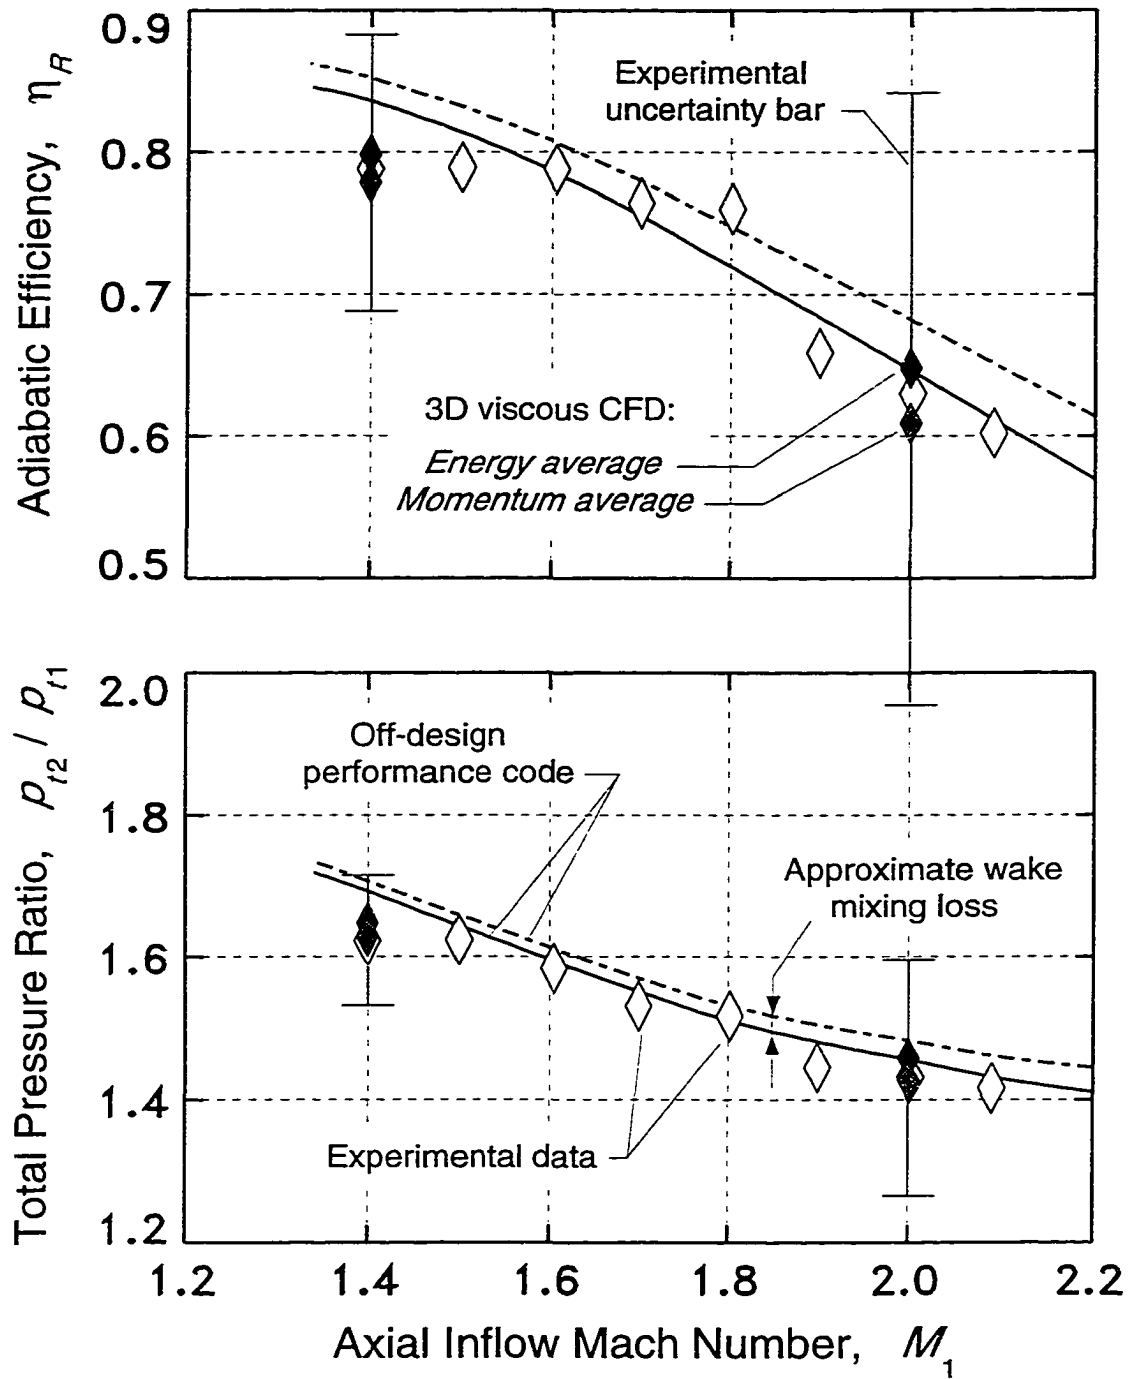 0.9
0.8
0.7
0.6
0.5
Adiabatic Efficiency, η_R
Experimental
uncertainty bar
3D viscous CFD:
Energy average
Momentum average
2.0
1.8
1.6
1.4
1.2
Total Pressure Ratio, p_t2 / p_t1
Off-design
performance code
Approximate wake
mixing loss
Experimental data
1.2 1.4 1.6 1.8 2.0 2.2
Axial Inflow Mach Number, M_1